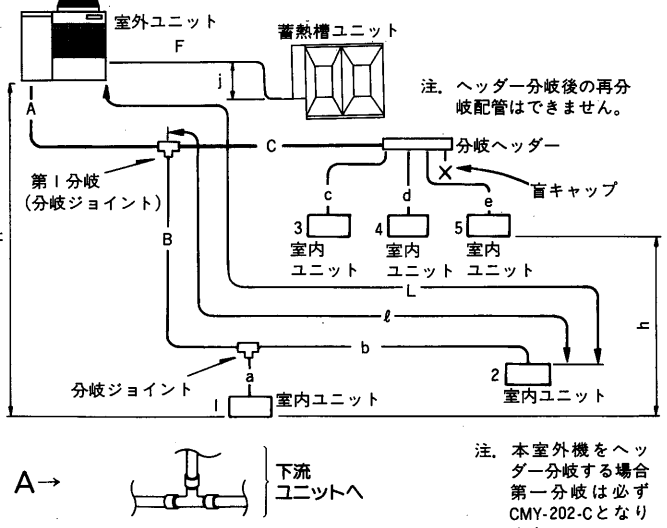 室外ユニット
F
蓄熱槽ユニット
j
注. ヘッダー分岐後の再分
岐配管はできません。
A
C
分岐ヘッダー
第1分岐
(分岐ジョイント)
盲キャップ
c
d
e
B
3
4
5
室内
ユニット
室内
ユニット
室内
ユニット
L
ℓ
h
b
分岐ジョイント
a
2
室内ユニット
1
室内ユニット
A→
下流
ユニットへ
注. 本室外機をヘッ
ダー分岐する場合
第一分岐は必ず
CMY-202-Cとなり